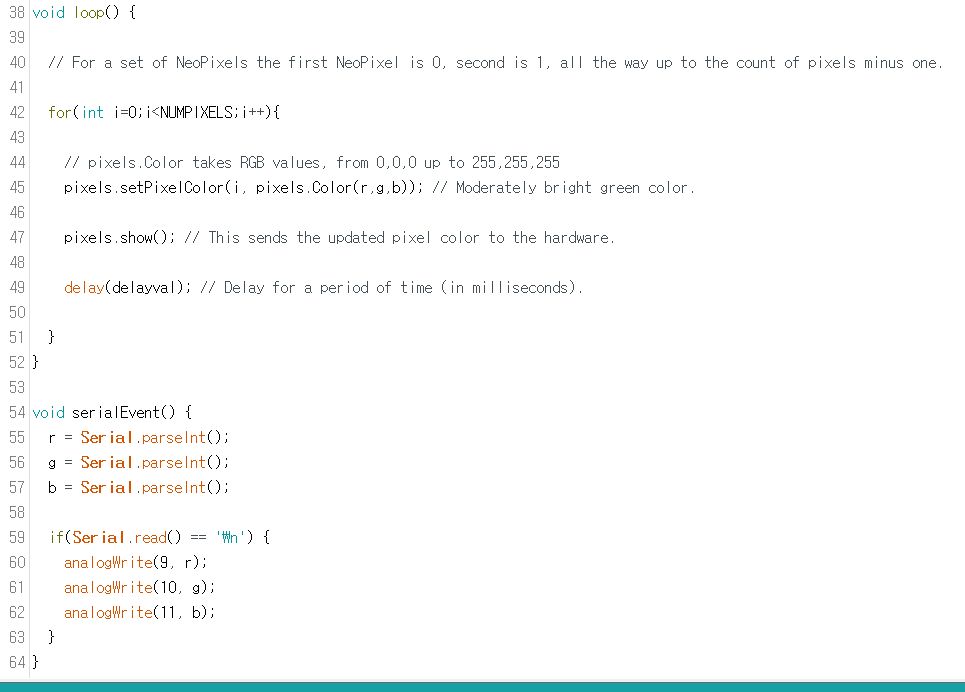 38 void loop() {
39
40 // For a set of NeoPixels the first NeoPixel is 0, second is 1, all the way up to the count of pixels minus one.
41
42 for(int i=0;i<NUMPIXELS;i++){
43
44 // pixels.Color takes RGB values, from 0,0,0 up to 255,255,255
45 pixels.setPixelColor(i, pixels.Color(r,g,b)); // Moderately bright green color.
46
47 pixels.show(); // This sends the updated pixel color to the hardware.
48
49 delay(delayval); // Delay for a period of time (in milliseconds).
50
51 }
52 }
53
54 void serialEvent() {
55 r = Serial.parseInt();
56 g = Serial.parseInt();
57 b = Serial.parseInt();
58
59 if(Serial.read() == '₩n') {
60 analogWrite(9, r);
61 analogWrite(10, g);
62 analogWrite(11, b);
63 }
64 }